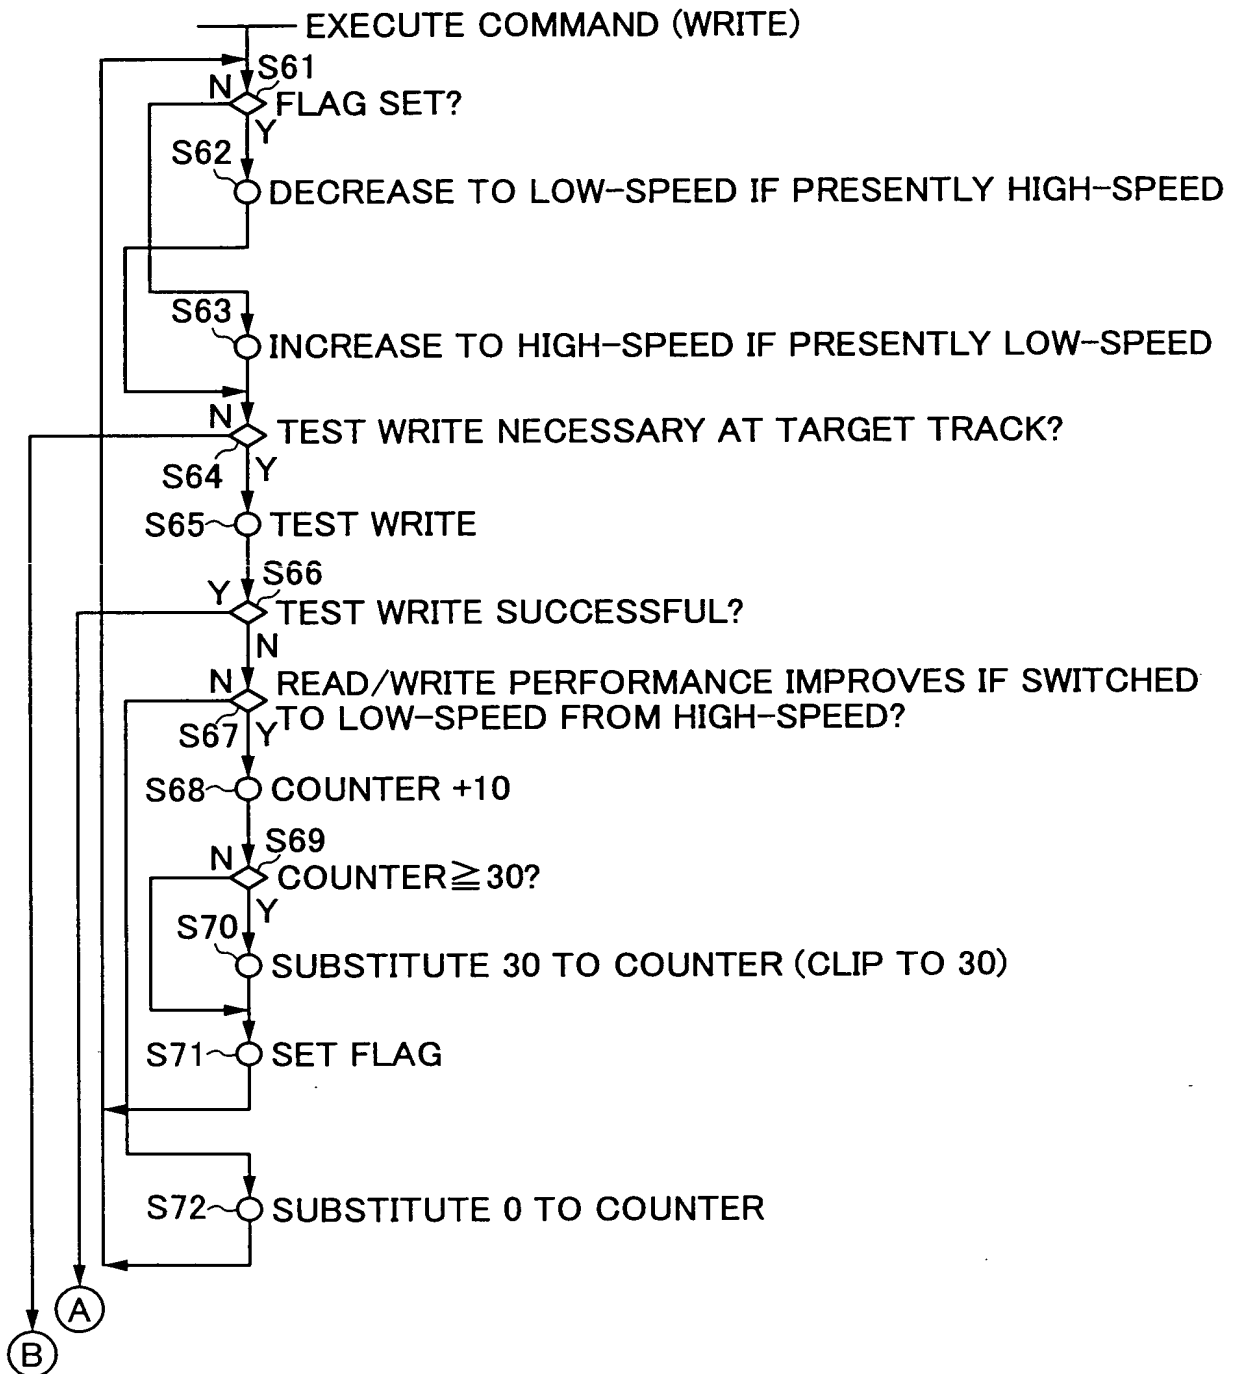 EXECUTE COMMAND (WRITE)
S61
N
FLAG SET?
Y
S62
DECREASE TO LOW-SPEED IF PRESENTLY HIGH-SPEED
S63
INCREASE TO HIGH-SPEED IF PRESENTLY LOW-SPEED
N
TEST WRITE NECESSARY AT TARGET TRACK?
S64
Y
S65
TEST WRITE
S66
Y
TEST WRITE SUCCESSFUL?
N
N
READ/WRITE PERFORMANCE IMPROVES IF SWITCHED
TO LOW-SPEED FROM HIGH-SPEED?
S67
Y
S68
COUNTER +10
S69
N
COUNTER≧30?
Y
S70
SUBSTITUTE 30 TO COUNTER (CLIP TO 30)
S71
SET FLAG
S72
SUBSTITUTE 0 TO COUNTER
A
B